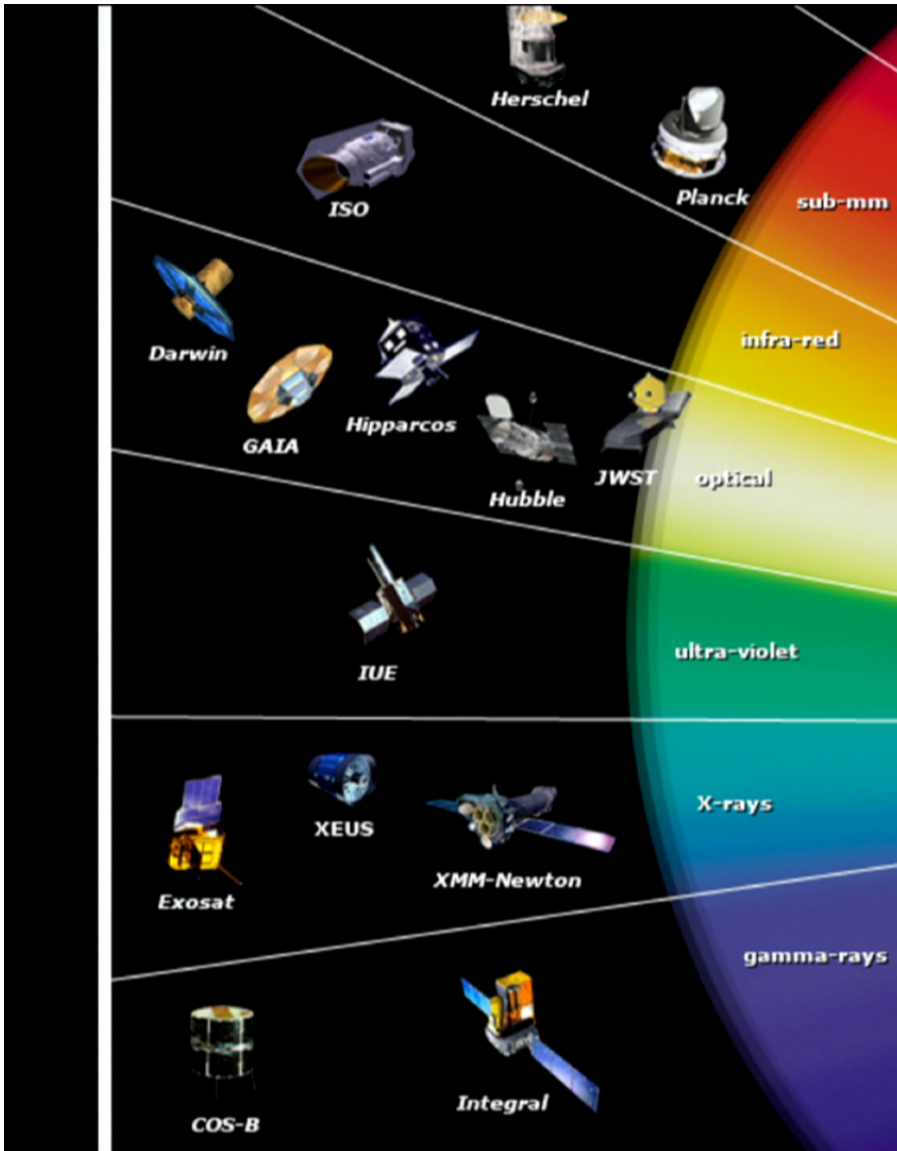 Herschel
Planck
sub-mm
ISO
infra-red
Darwin
GAIA
Hipparcos
Hubble
JWST
optical
IUE
ultra-violet
Exosat
XEUS
XMM-Newton
X-rays
gamma-rays
COS-B
Integral